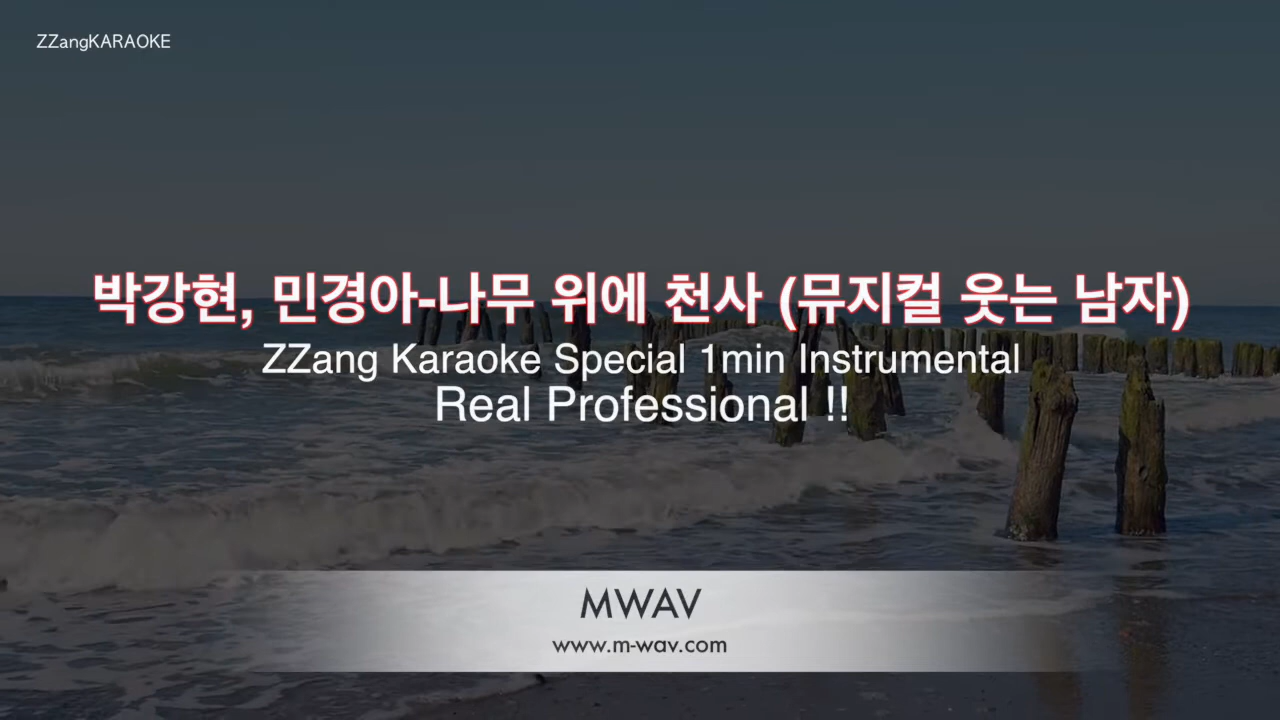 ZZangKARAOKE
박강현, 민경아-나무 위에 천사 (뮤지컬 웃는 남자)
ZZang Karaoke Special 1min Instrumental
Real Professional !!
MWAV
www.m-wav.com